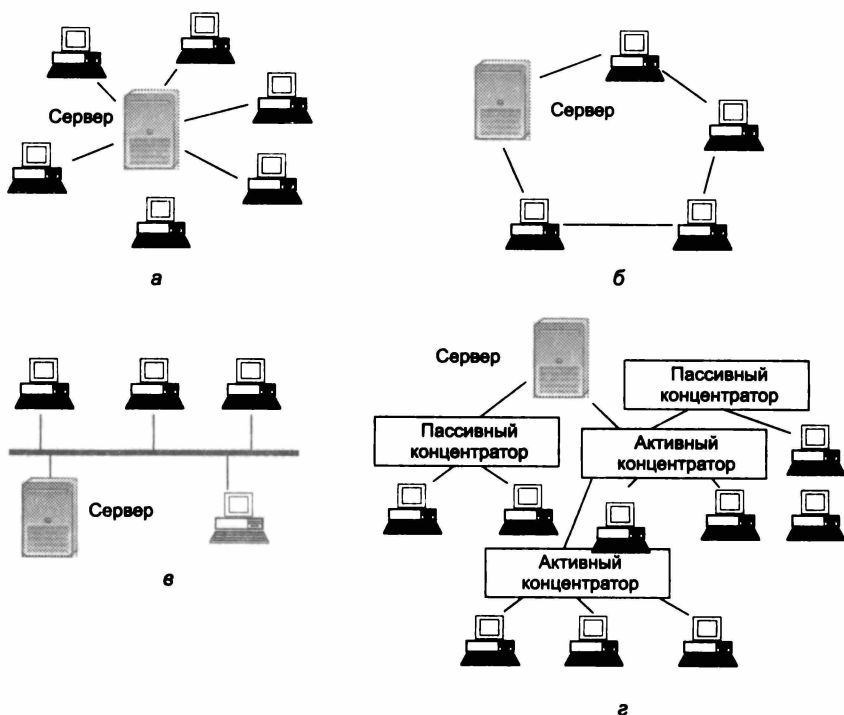 Сервер
Сервер
а
б
Сервер
Пассивный
концентратор
Пассивный
концентратор
Активный
концентратор
Сервер
Активный
концентратор
в
г